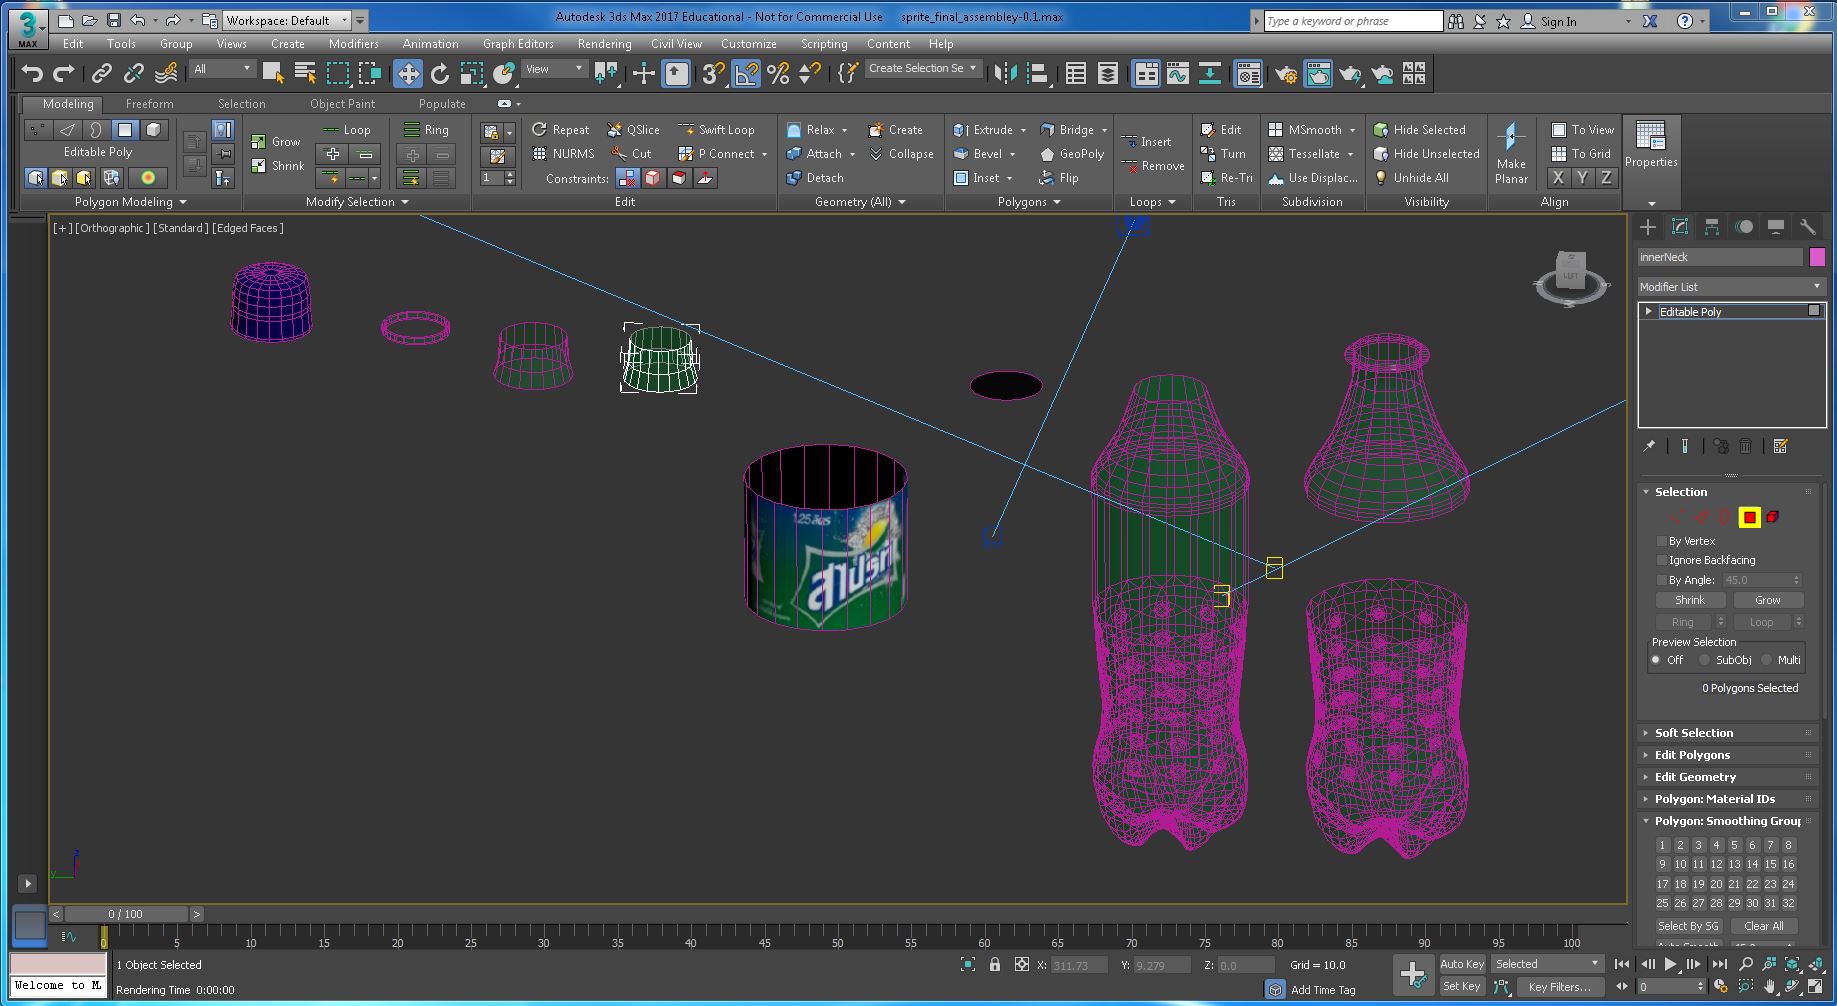 3
MAX
Workspace: Default
Autodesk 3ds Max 2017 Educational - Not for Commercial Use sprite_final_assembley-0.1.max
Type a keyword or phrase
Sign In
Edit Tools Group Views Create Modifiers Animation Graph Editors Rendering Civil View Customize Scripting Content Help
All
View
Create Selection Se
Modeling Freeform Selection Object Paint Populate
Editable Poly
Polygon Modeling
Grow
Shrink
Loop
Ring
Modify Selection
Repeat QSlice Swift Loop
NURMS Cut P Connect
1
Constraints:
Edit
Relax Create
Attach Collapse
Detach
Geometry (All)
Extrude Bridge
Bevel GeoPoly
Inset Flip
Polygons
Insert
Remove
Loops
Edit
Turn
Re-Tri
Tris
MSmooth
Tessellate
Use Displac...
Subdivision
Hide Selected
Hide Unselected
Unhide All
Visibility
Make
Planar
To View
To Grid
X Y Z
Align
Properties
[+] [Orthographic] [Standard] [Edged Faces]
LEFT
1.25 ลิตร
สไปรท์
z
y
innerNeck
Modifier List
Editable Poly
Selection
By Vertex
Ignore Backfacing
By Angle: 45.0
Shrink Grow
Ring Loop
Preview Selection
Off SubObj Multi
0 Polygons Selected
Soft Selection
Edit Polygons
Edit Geometry
Polygon: Material IDs
Polygon: Smoothing Group
1 2 3 4 5 6 7 8
9 10 11 12 13 14 15 16
17 18 19 20 21 22 23 24
25 26 27 28 29 30 31 32
Select By SG Clear All
< 0 / 100 >
0 5 10 15 20 25 30 35 40 45 50 55 60 65 70 75 80 85 90 95 100
1 Object Selected
X: 311.73 Y: 9.279 Z: 0.0 Grid = 10.0
Auto Key Selected
Welcome to M
Rendering Time 0:00:00
Add Time Tag
Set Key Key Filters...
0